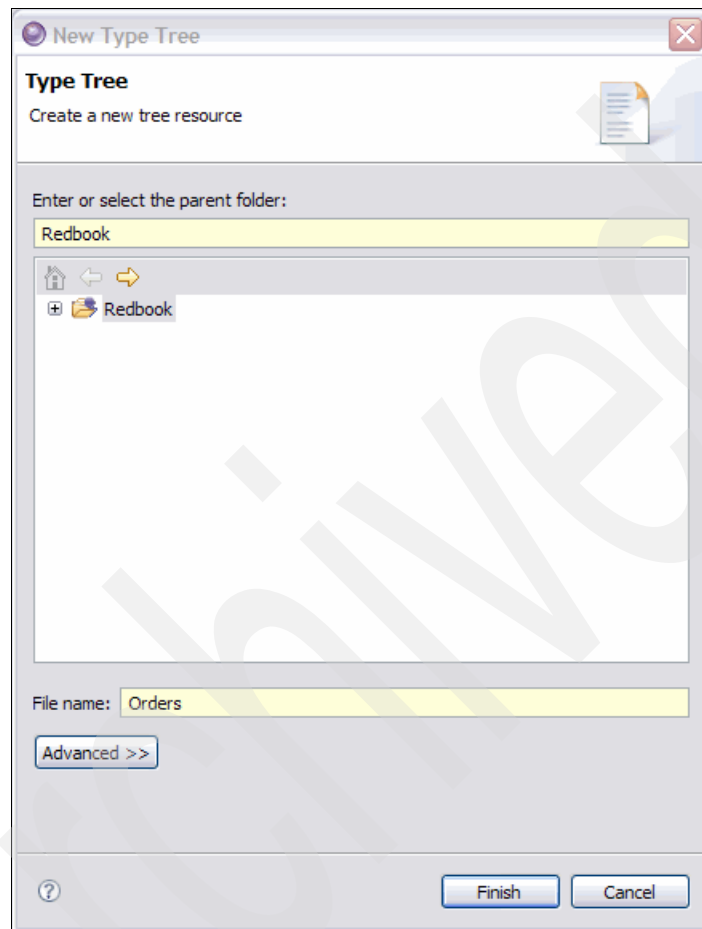 New Type Tree
Type Tree
Create a new tree resource
Enter or select the parent folder:
Redbook
Redbook
File name: Orders
Advanced >>
Finish Cancel